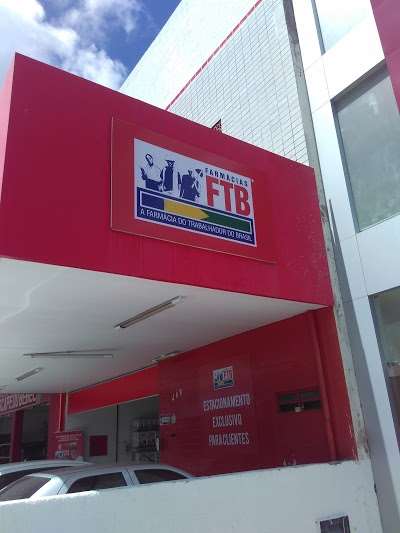 FARMÁCIAS
FTB
A FARMÁCIA DO TRABALHADOR DO BRASIL
ESTACIONAMENTO
EXCLUSIVO
PARA CLIENTES